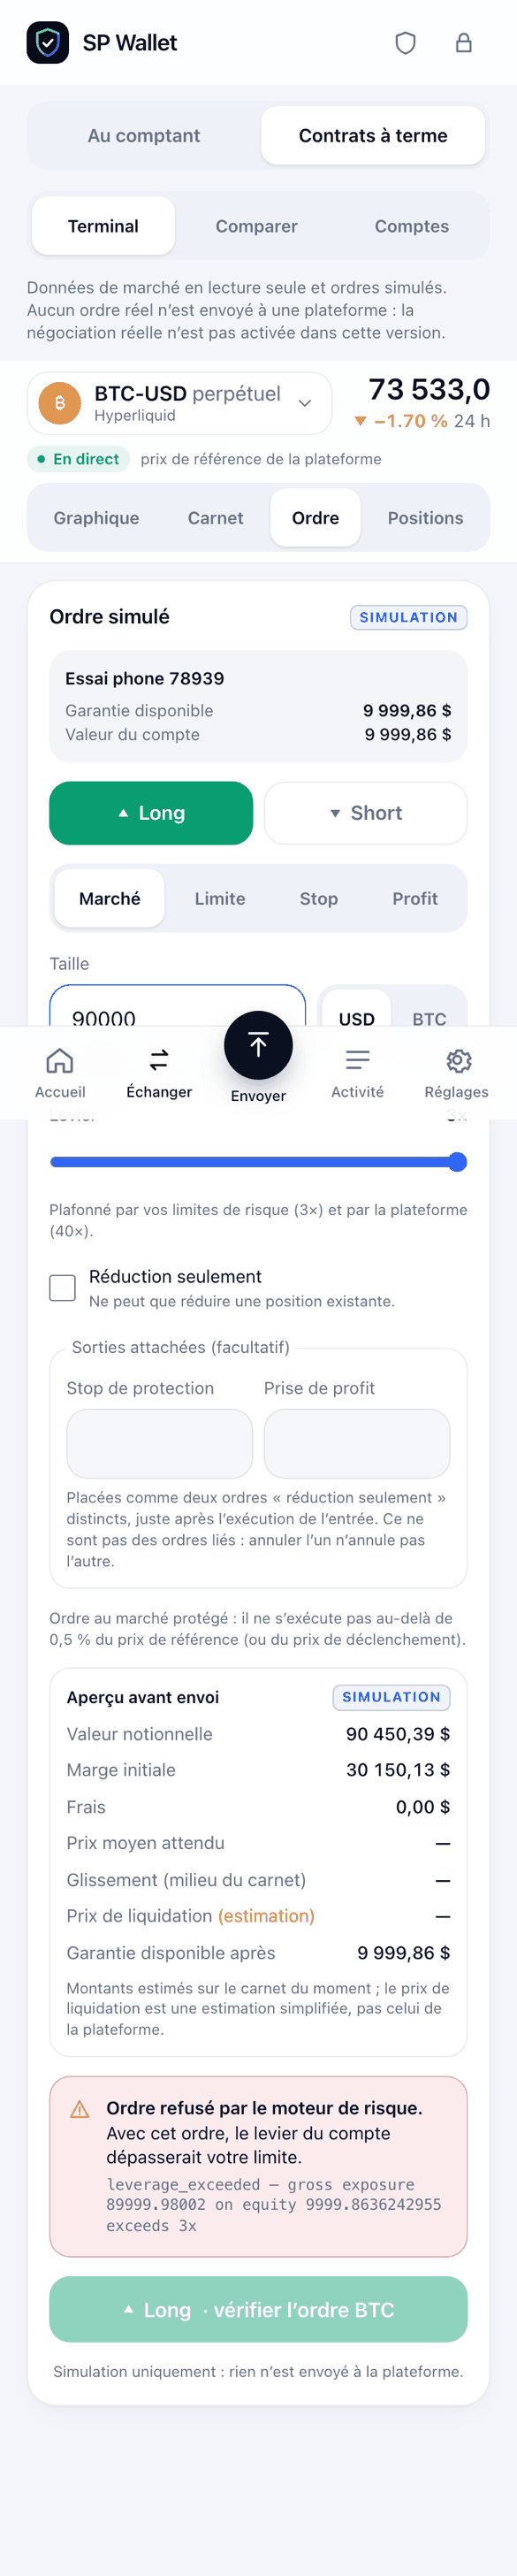 SP Wallet
Au comptant
Contrats à terme
Terminal
Comparer
Comptes
Données de marché en lecture seule et ordres simulés.
Aucun ordre réel n’est envoyé à une plateforme : la
négociation réelle n’est pas activée dans cette version.
BTC-USD perpétuel
Hyperliquid
73 533,0
▼ −1.70 % 24 h
En direct
prix de référence de la plateforme
Graphique
Carnet
Ordre
Positions
Ordre simulé
SIMULATION
Essai phone 78939
Garantie disponible 9 999,86 $
Valeur du compte 9 999,86 $
▲ Long
▼ Short
Marché
Limite
Stop
Profit
Taille
90000
USD
BTC
Accueil
Échanger
Envoyer
Activité
Réglages
Plafonné par vos limites de risque (3×) et par la plateforme
(40×).
Réduction seulement
Ne peut que réduire une position existante.
Sorties attachées (facultatif)
Stop de protection
Prise de profit
Placées comme deux ordres « réduction seulement »
distincts, juste après l’exécution de l’entrée. Ce ne
sont pas des ordres liés : annuler l’un n’annule pas
l’autre.
Ordre au marché protégé : il ne s’exécute pas au-delà de
0,5 % du prix de référence (ou du prix de déclenchement).
Aperçu avant envoi
SIMULATION
Valeur notionnelle 90 450,39 $
Marge initiale 30 150,13 $
Frais 0,00 $
Prix moyen attendu —
Glissement (milieu du carnet) —
Prix de liquidation (estimation) —
Garantie disponible après 9 999,86 $
Montants estimés sur le carnet du moment ; le prix de
liquidation est une estimation simplifiée, pas celui de
la plateforme.
Ordre refusé par le moteur de risque.
Avec cet ordre, le levier du compte
dépasserait votre limite.
leverage_exceeded — gross exposure
89999.98002 on equity 9999.8636242955
exceeds 3x
▲ Long · vérifier l’ordre BTC
Simulation uniquement : rien n’est envoyé à la plateforme.